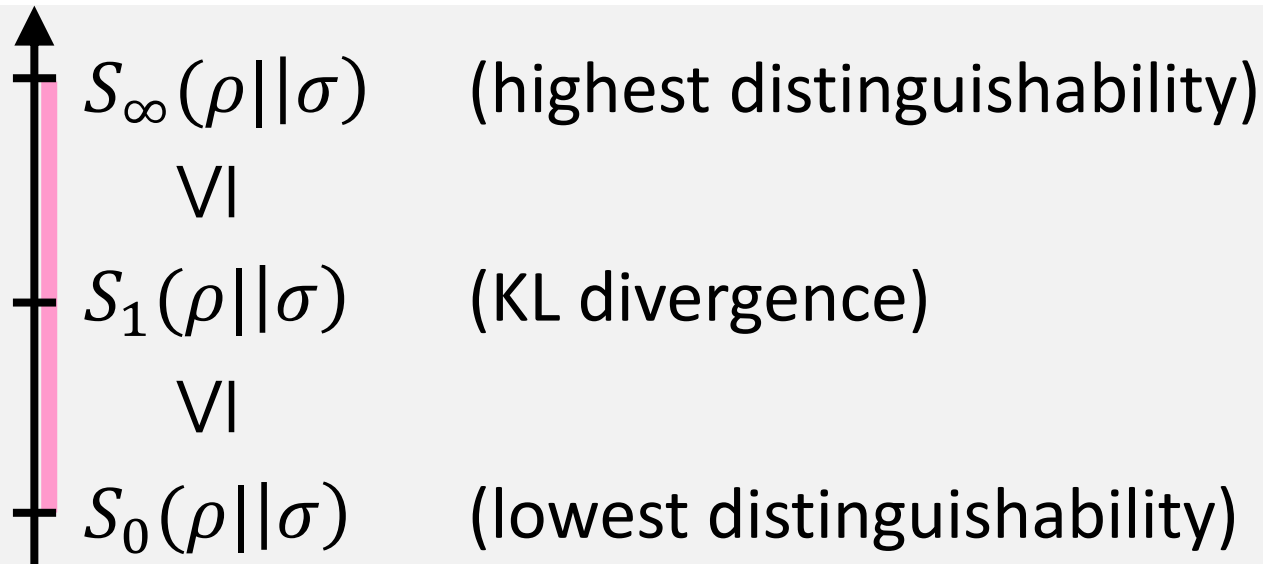 S∞(ρ||σ) (highest distinguishability)
VI
S₁(ρ||σ) (KL divergence)
VI
S₀(ρ||σ) (lowest distinguishability)